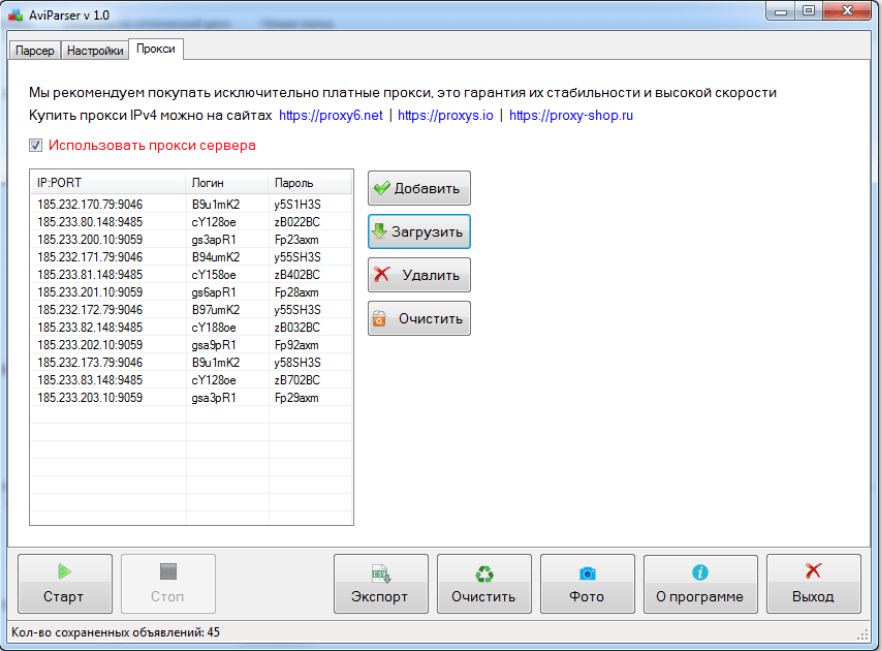 AviParser v 1.0
Парсер Настройки Прокси
Мы рекомендуем покупать исключительно платные прокси, это гарантия их стабильности и высокой скорости
Купить прокси IPv4 можно на сайтах https://proxy6.net | https://proxys.io | https://proxy-shop.ru
Использовать прокси сервера
IP:PORT Логин Пароль
185.232.170.79:9046 B9u1mK2 y5S1H3S
185.233.80.148:9485 cY128oe zB022BC
185.233.200.10:9059 gs3apR1 Fp23axm
185.232.171.79:9046 B94umK2 y55SH3S
185.233.81.148:9485 cY158oe zB402BC
185.233.201.10:9059 gs6apR1 Fp28axm
185.232.172.79:9046 B97umK2 y55SH3S
185.233.82.148:9485 cY188oe zB032BC
185.233.202.10:9059 gsa9pR1 Fp92axm
185.232.173.79:9046 B9u1mK2 y58SH3S
185.233.83.148:9485 cY128oe zB702BC
185.233.203.10:9059 gsa3pR1 Fp29axm
Добавить
Загрузить
Удалить
Очистить
Старт Стоп Экспорт Очистить Фото О программе Выход
Кол-во сохраненных объявлений: 45